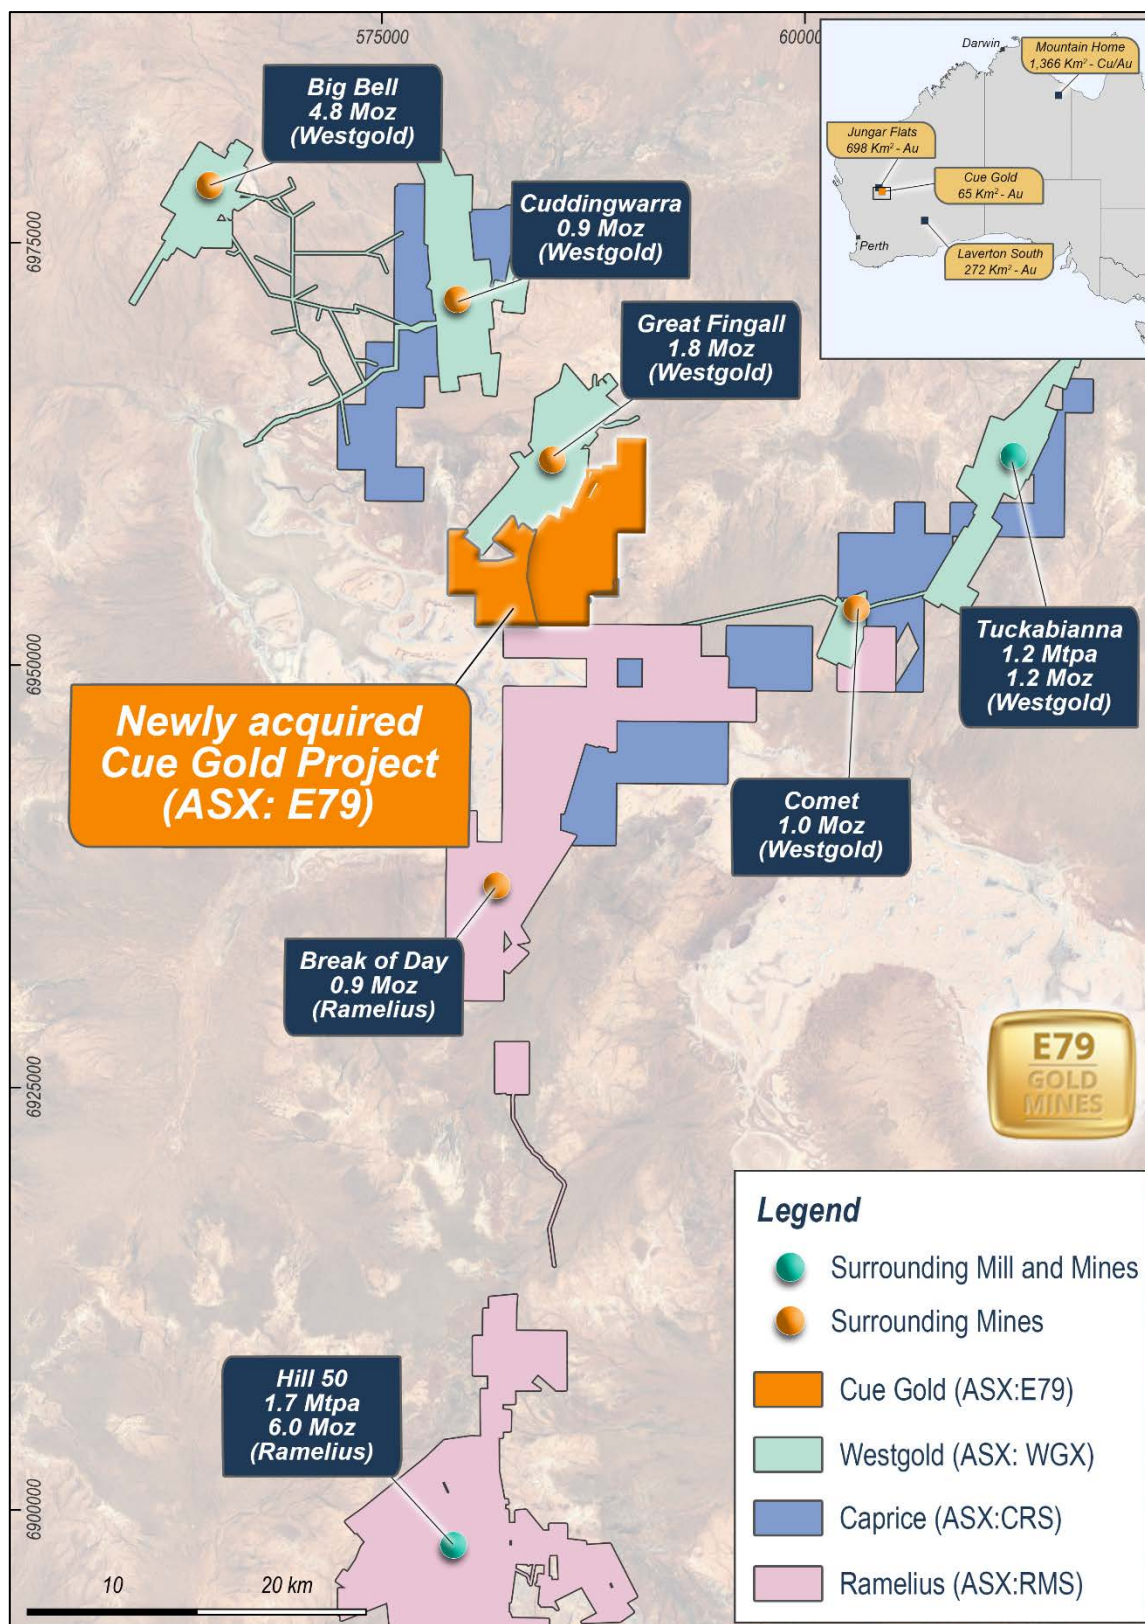 575000
60000
Darwin
Mountain Home
1,366 Km² - Cu/Au
Jungar Flats
698 Km² - Au
Cue Gold
65 Km² - Au
Perth
Laverton South
272 Km² - Au
Big Bell
4.8 Moz
(Westgold)
Cuddingwarra
0.9 Moz
(Westgold)
6975000
Great Fingall
1.8 Moz
(Westgold)
Tuckabianna
1.2 Mtpa
1.2 Moz
(Westgold)
6950000
Newly acquired
Cue Gold Project
(ASX: E79)
Comet
1.0 Moz
(Westgold)
Break of Day
0.9 Moz
(Ramelius)
6925000
E79
GOLD
MINES
Hill 50
1.7 Mtpa
6.0 Moz
(Ramelius)
6900000
10
20 km
Legend
Surrounding Mill and Mines
Surrounding Mines
Cue Gold (ASX:E79)
Westgold (ASX: WGX)
Caprice (ASX:CRS)
Ramelius (ASX:RMS)